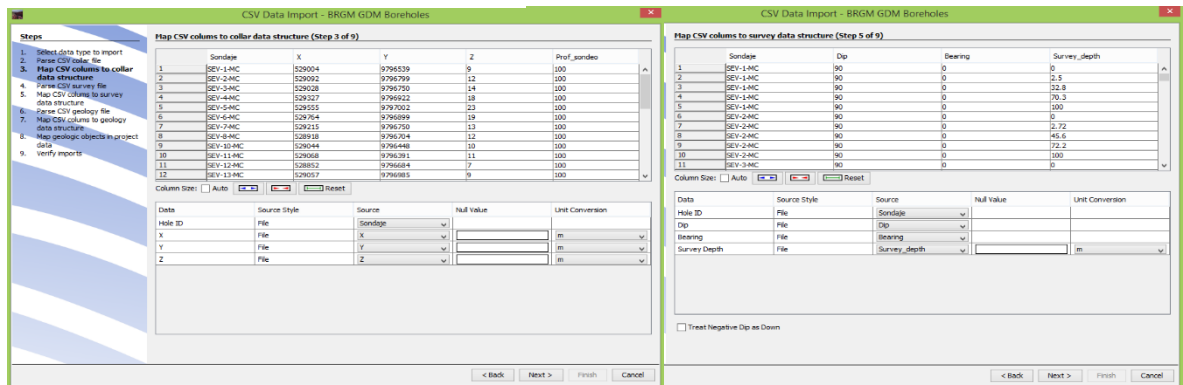 CSV Data Import - BRGM GDM Boreholes
Steps
1. Select data type to import
2. Parse CSV collar file
3. Map CSV colums to collar
data structure
4. Parse CSV survey file
5. Map CSV colums to survey
data structure
6. Parse CSV geology file
7. Map CSV colums to geology
data structure
8. Map geologic objects in project
data
9. Verify imports
Map CSV colums to collar data structure (Step 3 of 9)
Sondaje X Y Z Prof_sondeo
1 SEV-1-MC 529004 9796539 9 100
2 SEV-2-MC 529092 9796799 12 100
3 SEV-3-MC 529028 9796750 14 100
4 SEV-4-MC 529327 9796922 18 100
5 SEV-5-MC 529555 9797002 23 100
6 SEV-6-MC 529764 9796899 19 100
7 SEV-7-MC 529215 9796750 13 100
8 SEV-8-MC 528918 9796704 12 100
9 SEV-10-MC 529044 9796448 10 100
10 SEV-11-MC 529068 9796391 11 100
11 SEV-12-MC 528852 9796684 7 100
12 SEV-13-MC 529057 9796985 9 100
Column Size: Auto Reset
Data Source Style Source Null Value Unit Conversion
Hole ID File Sondaje
X File X m
Y File Y m
Z File Z m
< Back Next > Finish Cancel
CSV Data Import - BRGM GDM Boreholes
Map CSV colums to survey data structure (Step 5 of 9)
Sondaje Dip Bearing Survey_depth
1 SEV-1-MC 90 0 0
2 SEV-1-MC 90 0 2.5
3 SEV-1-MC 90 0 32.8
4 SEV-1-MC 90 0 70.3
5 SEV-1-MC 90 0 100
6 SEV-2-MC 90 0 0
7 SEV-2-MC 90 0 2.72
8 SEV-2-MC 90 0 45.6
9 SEV-2-MC 90 0 72.2
10 SEV-2-MC 90 0 100
11 SEV-3-MC 90 0 0
Column Size: Auto Reset
Data Source Style Source Null Value Unit Conversion
Hole ID File Sondaje
Dip File Dip
Bearing File Bearing
Survey Depth File Survey_depth m
Treat Negative Dip as Down
< Back Next > Finish Cancel